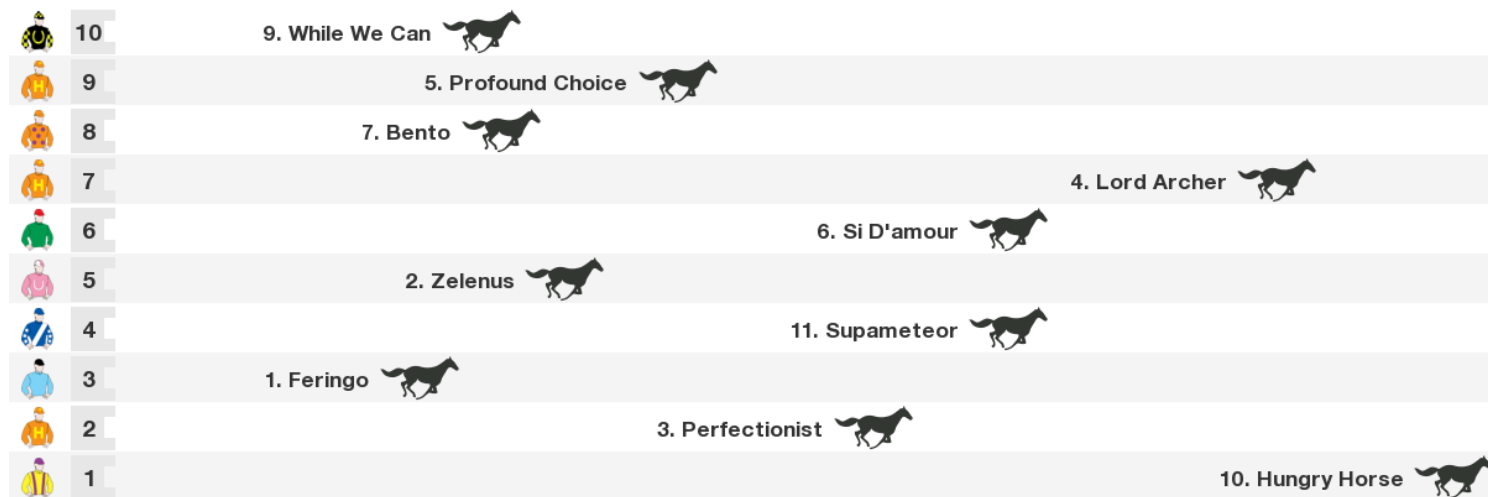 10 9. While We Can
H 9 5. Profound Choice
8 7. Bento
H 7 4. Lord Archer
6 6. Si D'amour
5 2. Zelenus
4 11. Supameteor
3 1. Feringo
H 2 3. Perfectionist
1 10. Hungry Horse